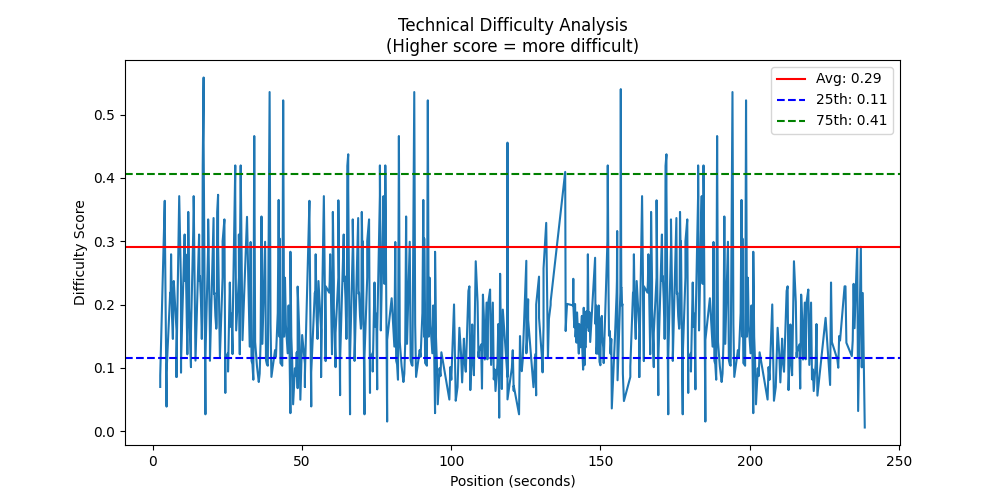 Technical Difficulty Analysis
(Higher score = more difficult)
Avg: 0.29
25th: 0.11
75th: 0.41
Difficulty Score
0.5
0.4
0.3
0.2
0.1
0.0
0 50 100 150 200 250
Position (seconds)